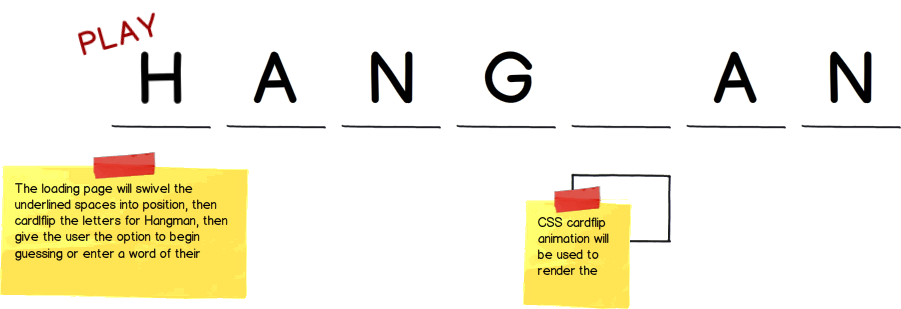 PLAY
H A N G A N
The loading page will swivel the
underlined spaces into position, then
cardlflip the letters for Hangman, then
give the user the option to begin
guessing or enter a word of their
CSS cardflip
animation will
be used to
render the